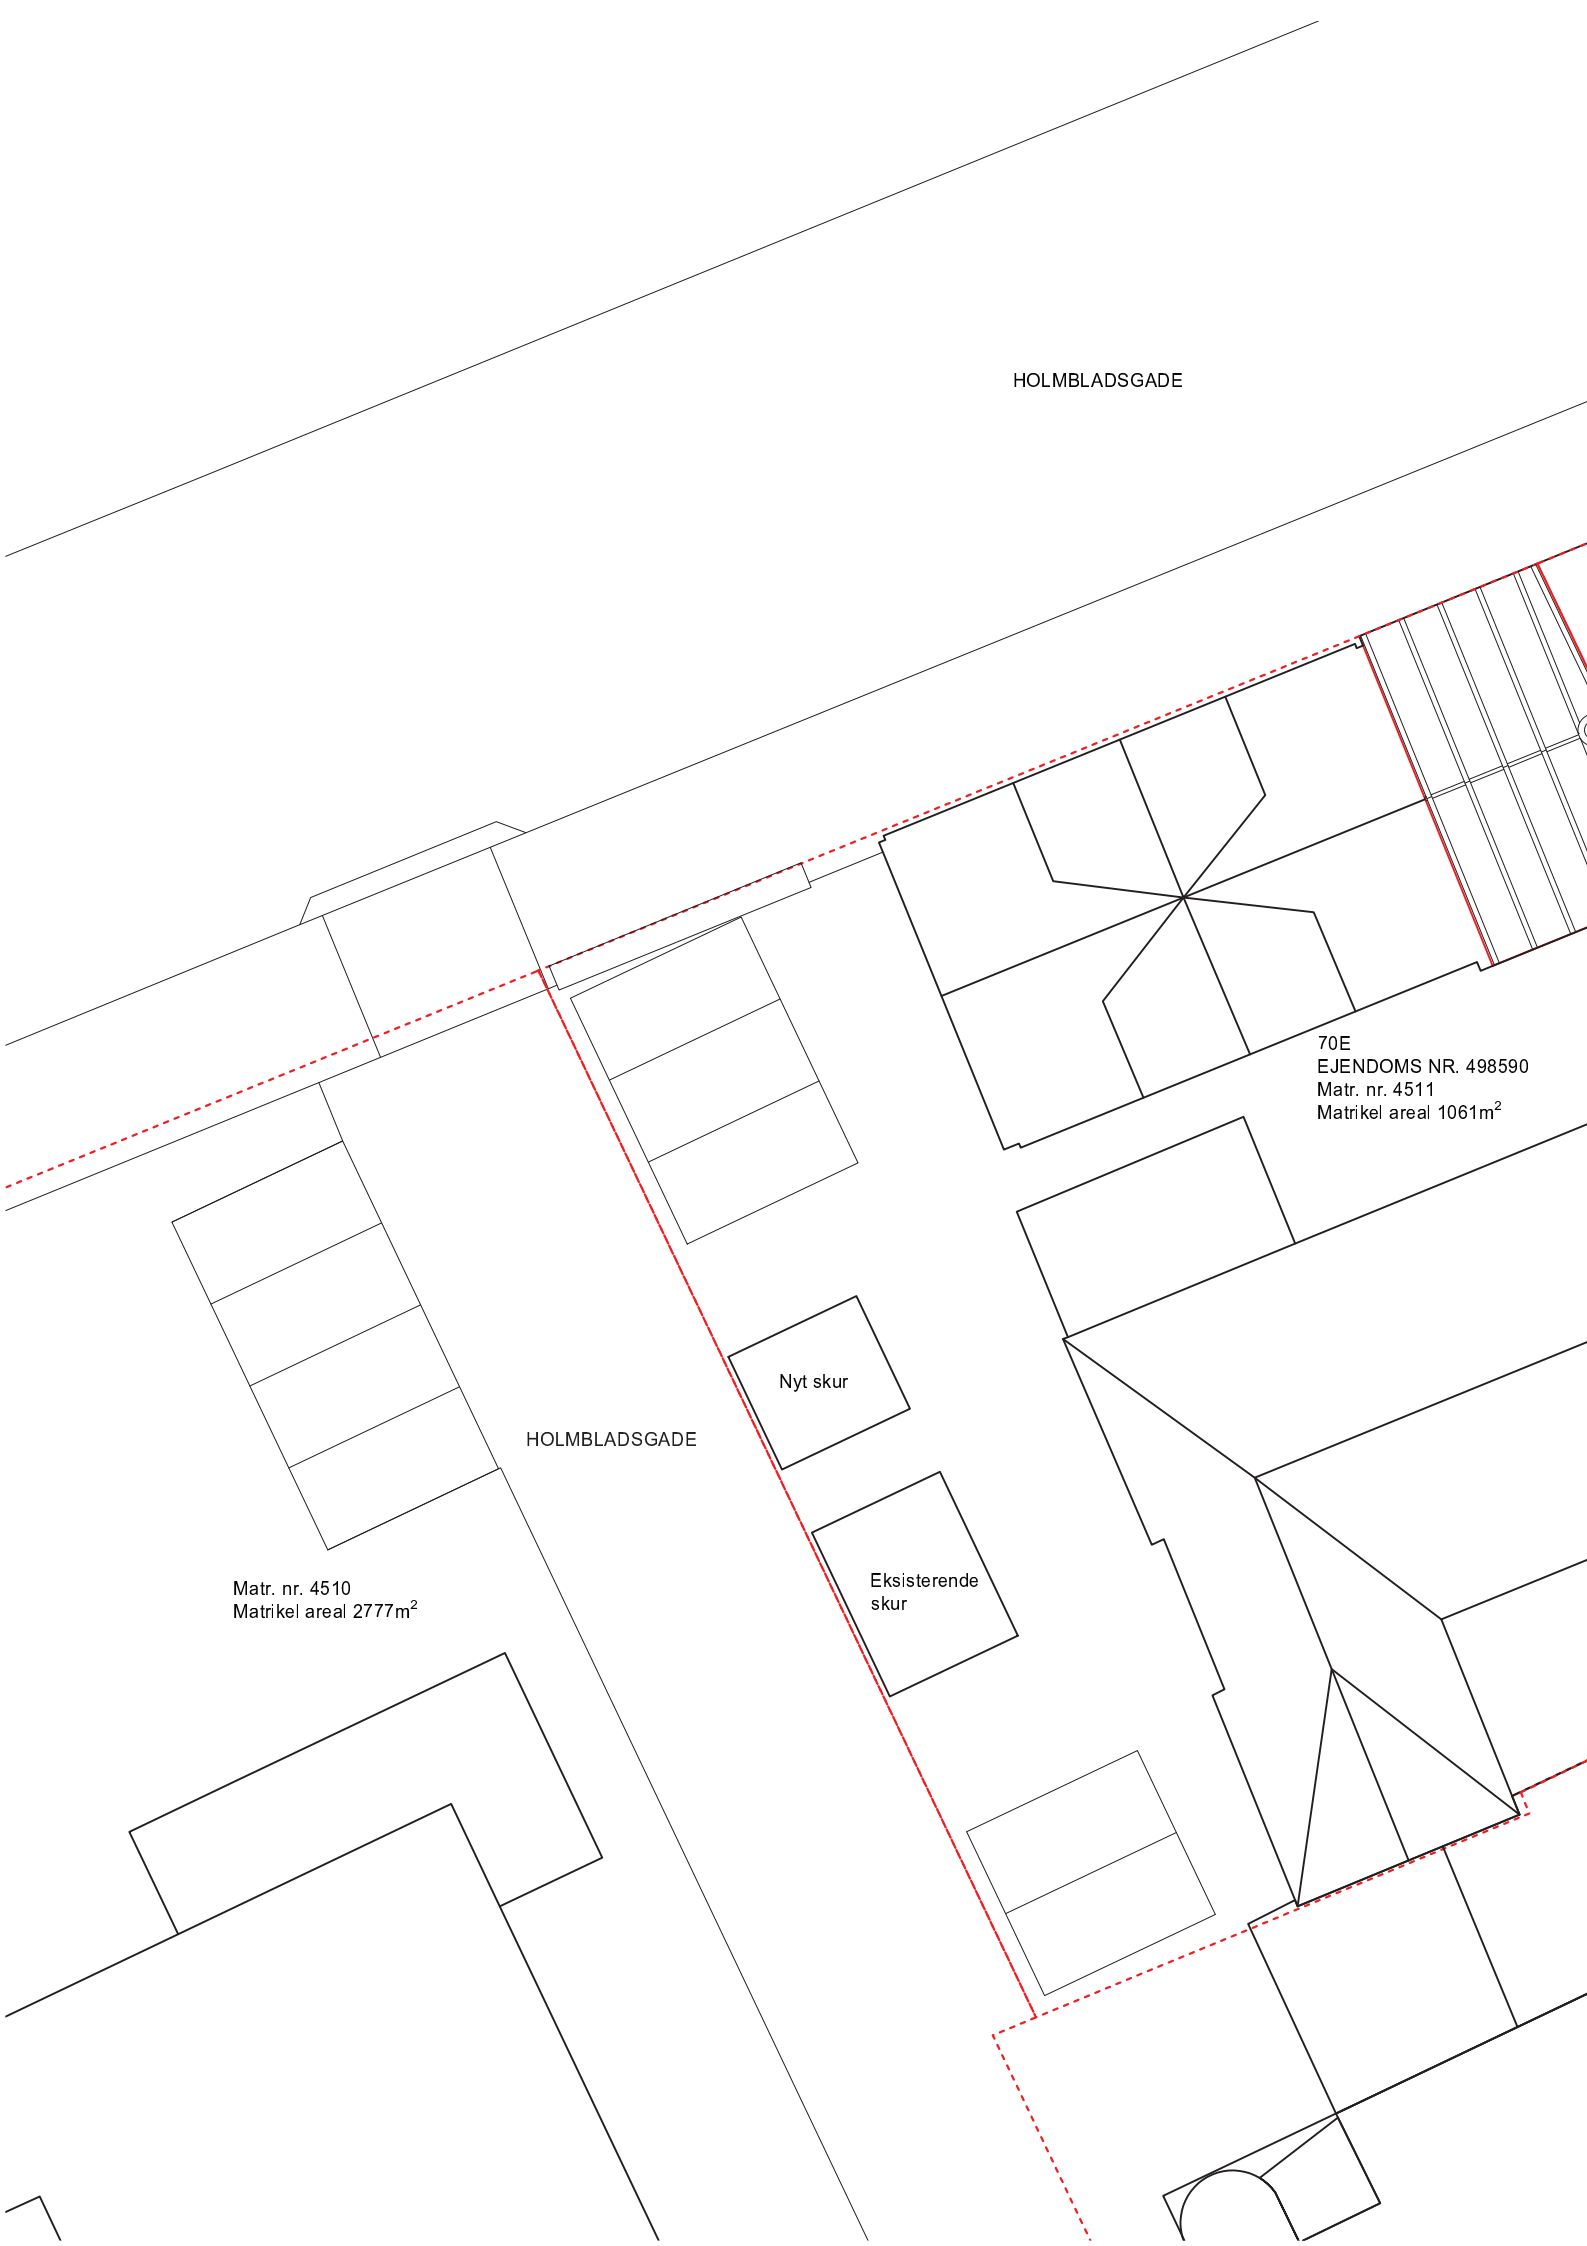 HOLMBLADSGADE
70E
EJENDOMS NR. 498590
Matr. nr. 4511
Matrikel areal 1061m²
Nyt skur
HOLMBLADSGADE
Eksisterende
skur
Matr. nr. 4510
Matrikel areal 2777m²